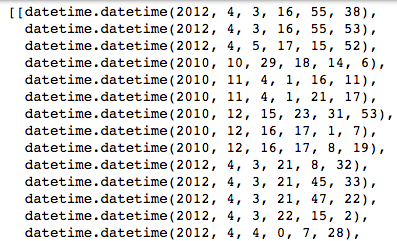 [[datetime.datetime(2012, 4, 3, 16, 55, 38),
datetime.datetime(2012, 4, 3, 16, 55, 53),
datetime.datetime(2012, 4, 5, 17, 15, 52),
datetime.datetime(2010, 10, 29, 18, 14, 6),
datetime.datetime(2010, 11, 4, 1, 16, 11),
datetime.datetime(2010, 11, 4, 1, 21, 17),
datetime.datetime(2010, 12, 15, 23, 31, 53),
datetime.datetime(2010, 12, 16, 17, 1, 7),
datetime.datetime(2010, 12, 16, 17, 8, 19),
datetime.datetime(2012, 4, 3, 21, 8, 32),
datetime.datetime(2012, 4, 3, 21, 45, 33),
datetime.datetime(2012, 4, 3, 21, 47, 22),
datetime.datetime(2012, 4, 3, 22, 15, 2),
datetime.datetime(2012, 4, 4, 0, 7, 28),